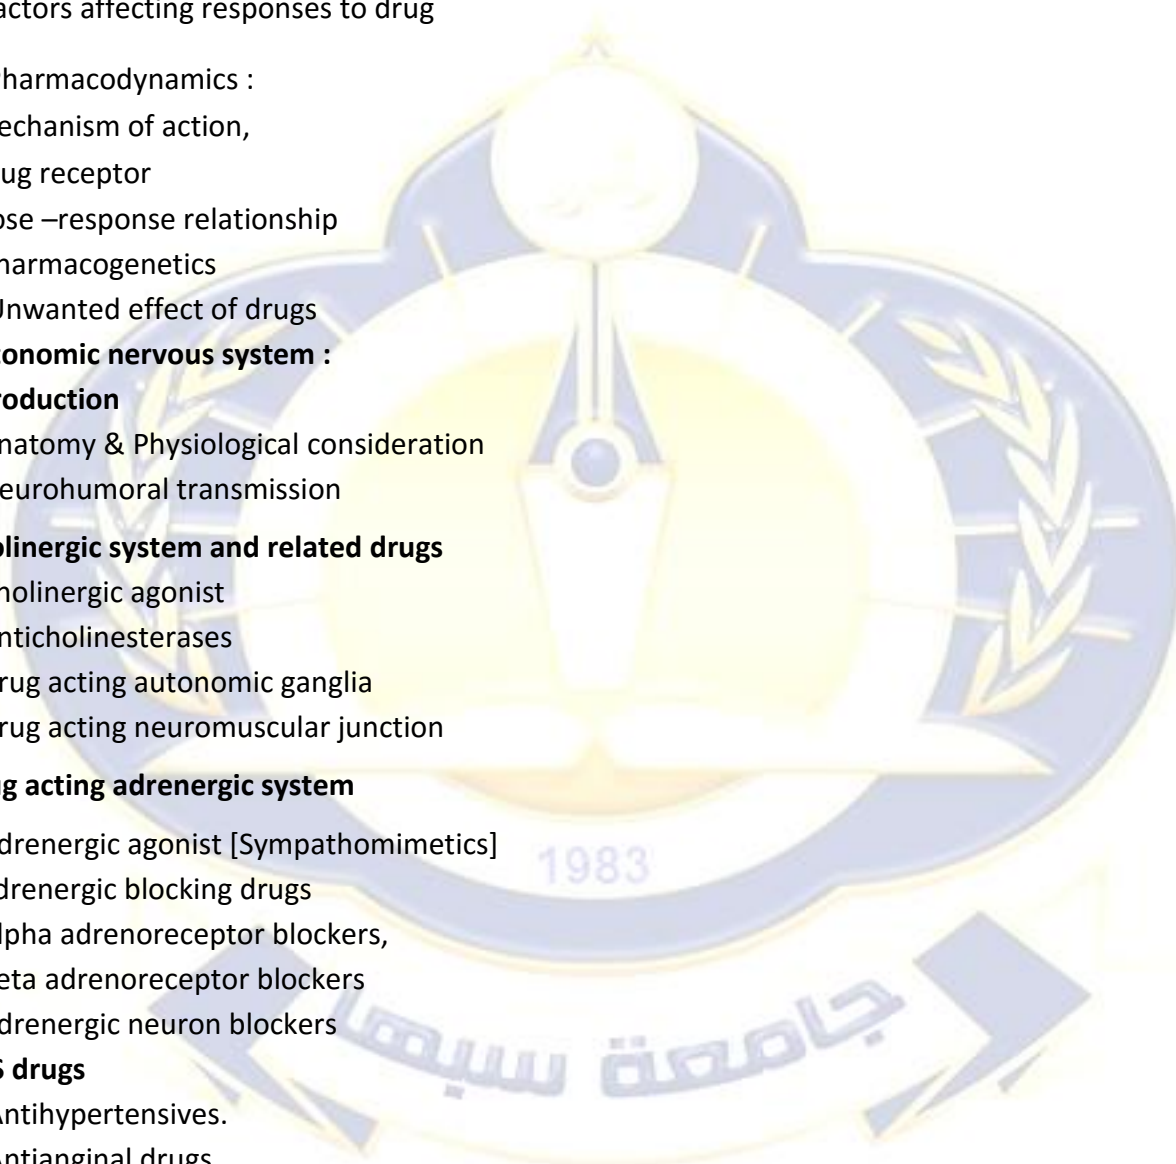 actors affecting responses to drug
harmacodynamics :
echanism of action,
ug receptor
ose –response relationship
harmacogenetics
Unwanted effect of drugs
tonomic nervous system :
roduction
natomy & Physiological consideration
eurohumoral transmission
olinergic system and related drugs
holinergic agonist
nticholinesterases
rug acting autonomic ganglia
rug acting neuromuscular junction
g acting adrenergic system
drenergic agonist [Sympathomimetics]
drenergic blocking drugs
lpha adrenoreceptor blockers,
eta adrenoreceptor blockers
drenergic neuron blockers
S drugs
Antihypertensives.
Antianginal drugs
1983
جامعة سبها